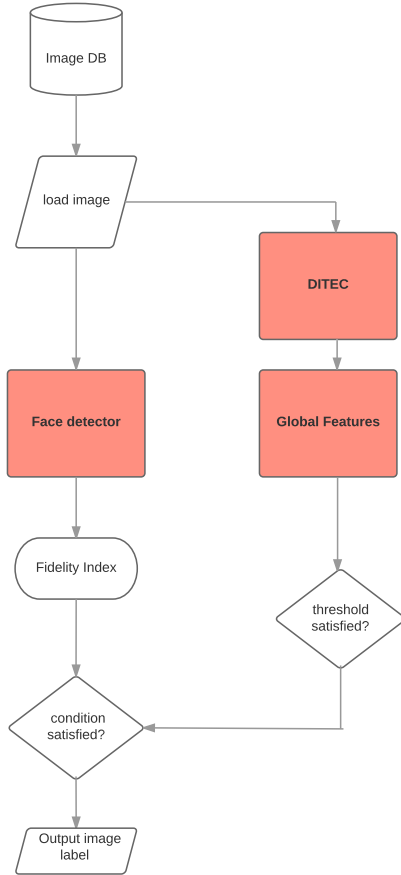 Image DB
load image
DITEC
Face detector
Global Features
Fidelity Index
threshold
satisfied?
condition
satisfied?
Output image
label